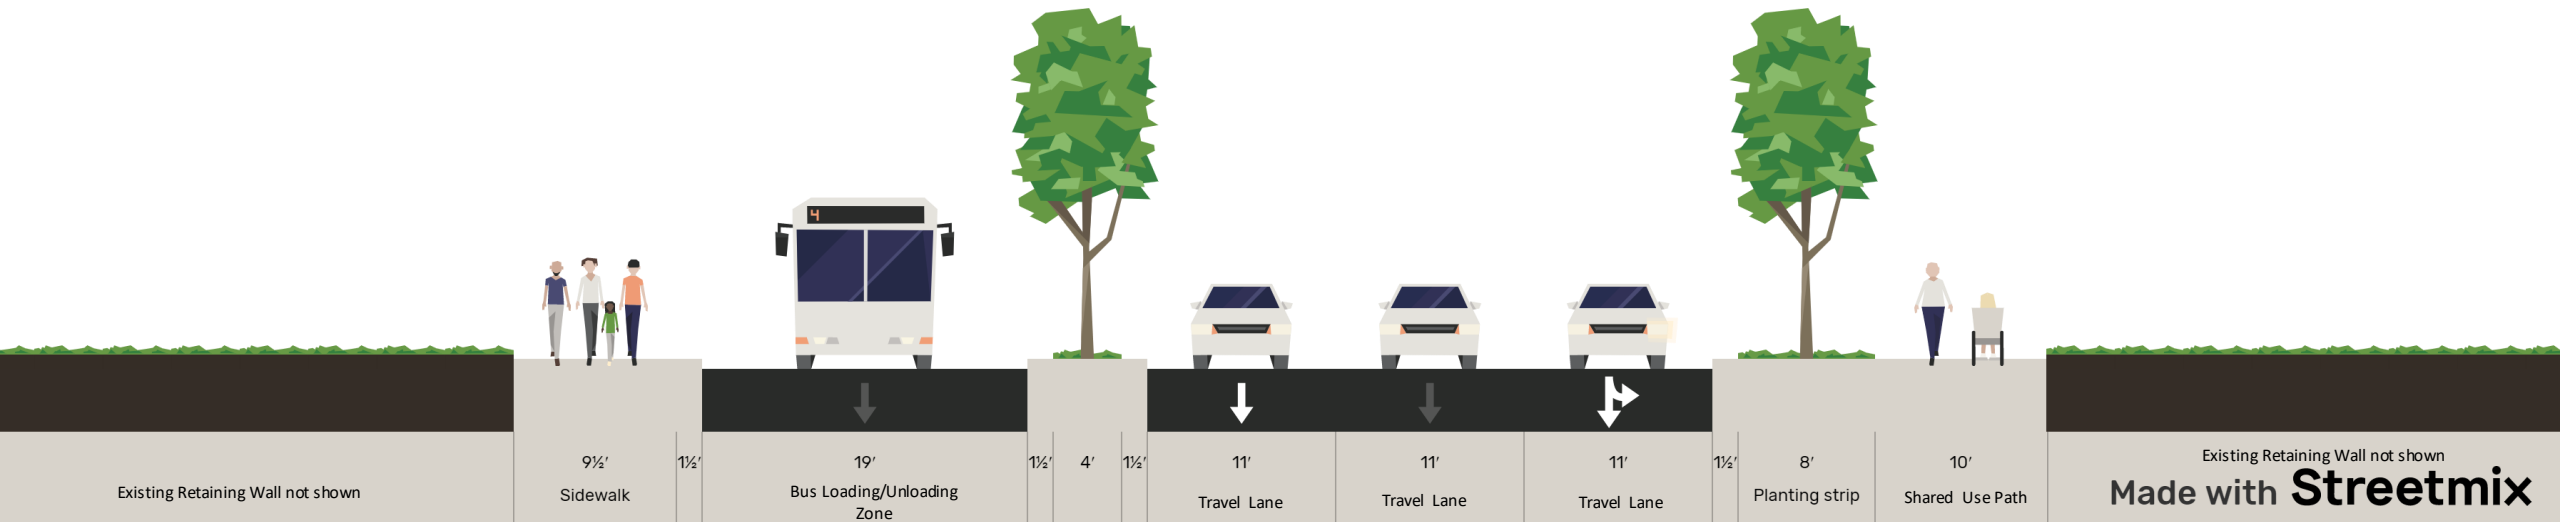 4
9½’
1½’
19’
1½’
4’
1½’
11’
11’
11’
1½’
8’
10’
Existing Retaining Wall not shown
Sidewalk
Bus Loading/Unloading
Zone
Travel Lane
Travel Lane
Travel Lane
Planting strip
Shared Use Path
Existing Retaining Wall not shown
Made with Streetmix